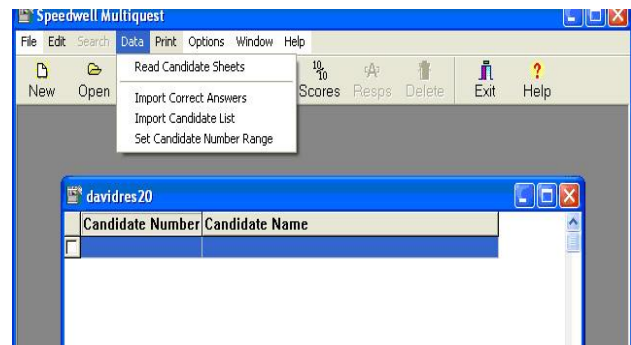 Speedwell Multiquest
File Edit Search Data Print Options Window Help
Read Candidate Sheets
Import Correct Answers
Import Candidate List
Set Candidate Number Range
New Open Scores Resps Delete Exit Help
davidres20
Candidate Number Candidate Name